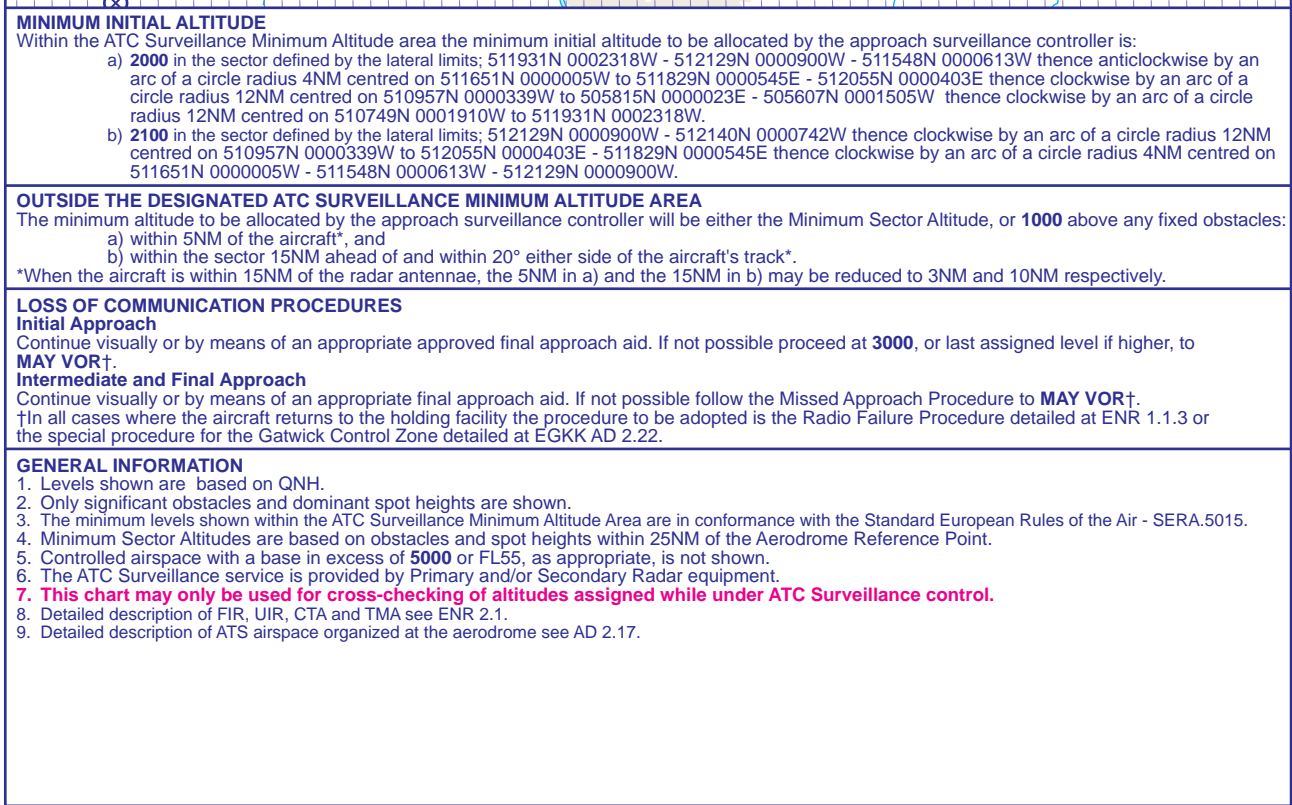 (x)
MINIMUM INITIAL ALTITUDE
Within the ATC Surveillance Minimum Altitude area the minimum initial altitude to be allocated by the approach surveillance controller is:
a) 2000 in the sector defined by the lateral limits; 511931N 0002318W - 512129N 0000900W - 511548N 0000613W thence anticlockwise by an
arc of a circle radius 4NM centred on 511651N 0000005W to 511829N 0000545E - 512055N 0000403E thence clockwise by an arc of a
circle radius 12NM centred on 510957N 0000339W to 505815N 0000023E - 505607N 0001505W thence clockwise by an arc of a circle
radius 12NM centred on 510749N 0001910W to 511931N 0002318W.
b) 2100 in the sector defined by the lateral limits; 512129N 0000900W - 512140N 0000742W thence clockwise by an arc of a circle radius 12NM
centred on 510957N 0000339W to 512055N 0000403E - 511829N 0000545E thence clockwise by an arc of a circle radius 4NM centred on
511651N 0000005W - 511548N 0000613W - 512129N 0000900W.
OUTSIDE THE DESIGNATED ATC SURVEILLANCE MINIMUM ALTITUDE AREA
The minimum altitude to be allocated by the approach surveillance controller will be either the Minimum Sector Altitude, or 1000 above any fixed obstacles:
a) within 5NM of the aircraft*, and
b) within the sector 15NM ahead of and within 20° either side of the aircraft's track*.
*When the aircraft is within 15NM of the radar antennae, the 5NM in a) and the 15NM in b) may be reduced to 3NM and 10NM respectively.
LOSS OF COMMUNICATION PROCEDURES
Initial Approach
Continue visually or by means of an appropriate approved final approach aid. If not possible proceed at 3000, or last assigned level if higher, to
MAY VOR†.
Intermediate and Final Approach
Continue visually or by means of an appropriate final approach aid. If not possible follow the Missed Approach Procedure to MAY VOR†.
†In all cases where the aircraft returns to the holding facility the procedure to be adopted is the Radio Failure Procedure detailed at ENR 1.1.3 or
the special procedure for the Gatwick Control Zone detailed at EGKK AD 2.22.
GENERAL INFORMATION
1. Levels shown are based on QNH.
2. Only significant obstacles and dominant spot heights are shown.
3. The minimum levels shown within the ATC Surveillance Minimum Altitude Area are in conformance with the Standard European Rules of the Air - SERA.5015.
4. Minimum Sector Altitudes are based on obstacles and spot heights within 25NM of the Aerodrome Reference Point.
5. Controlled airspace with a base in excess of 5000 or FL55, as appropriate, is not shown.
6. The ATC Surveillance service is provided by Primary and/or Secondary Radar equipment.
7. This chart may only be used for cross-checking of altitudes assigned while under ATC Surveillance control.
8. Detailed description of FIR, UIR, CTA and TMA see ENR 2.1.
9. Detailed description of ATS airspace organized at the aerodrome see AD 2.17.